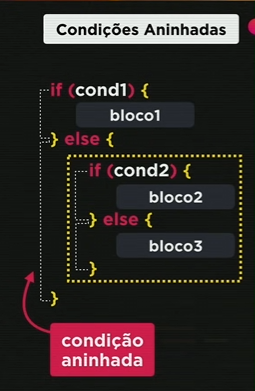 Condições Aninhadas
if (cond1) {
bloco1
} else {
if (cond2) {
bloco2
} else {
bloco3
}
}
condição
aninhada